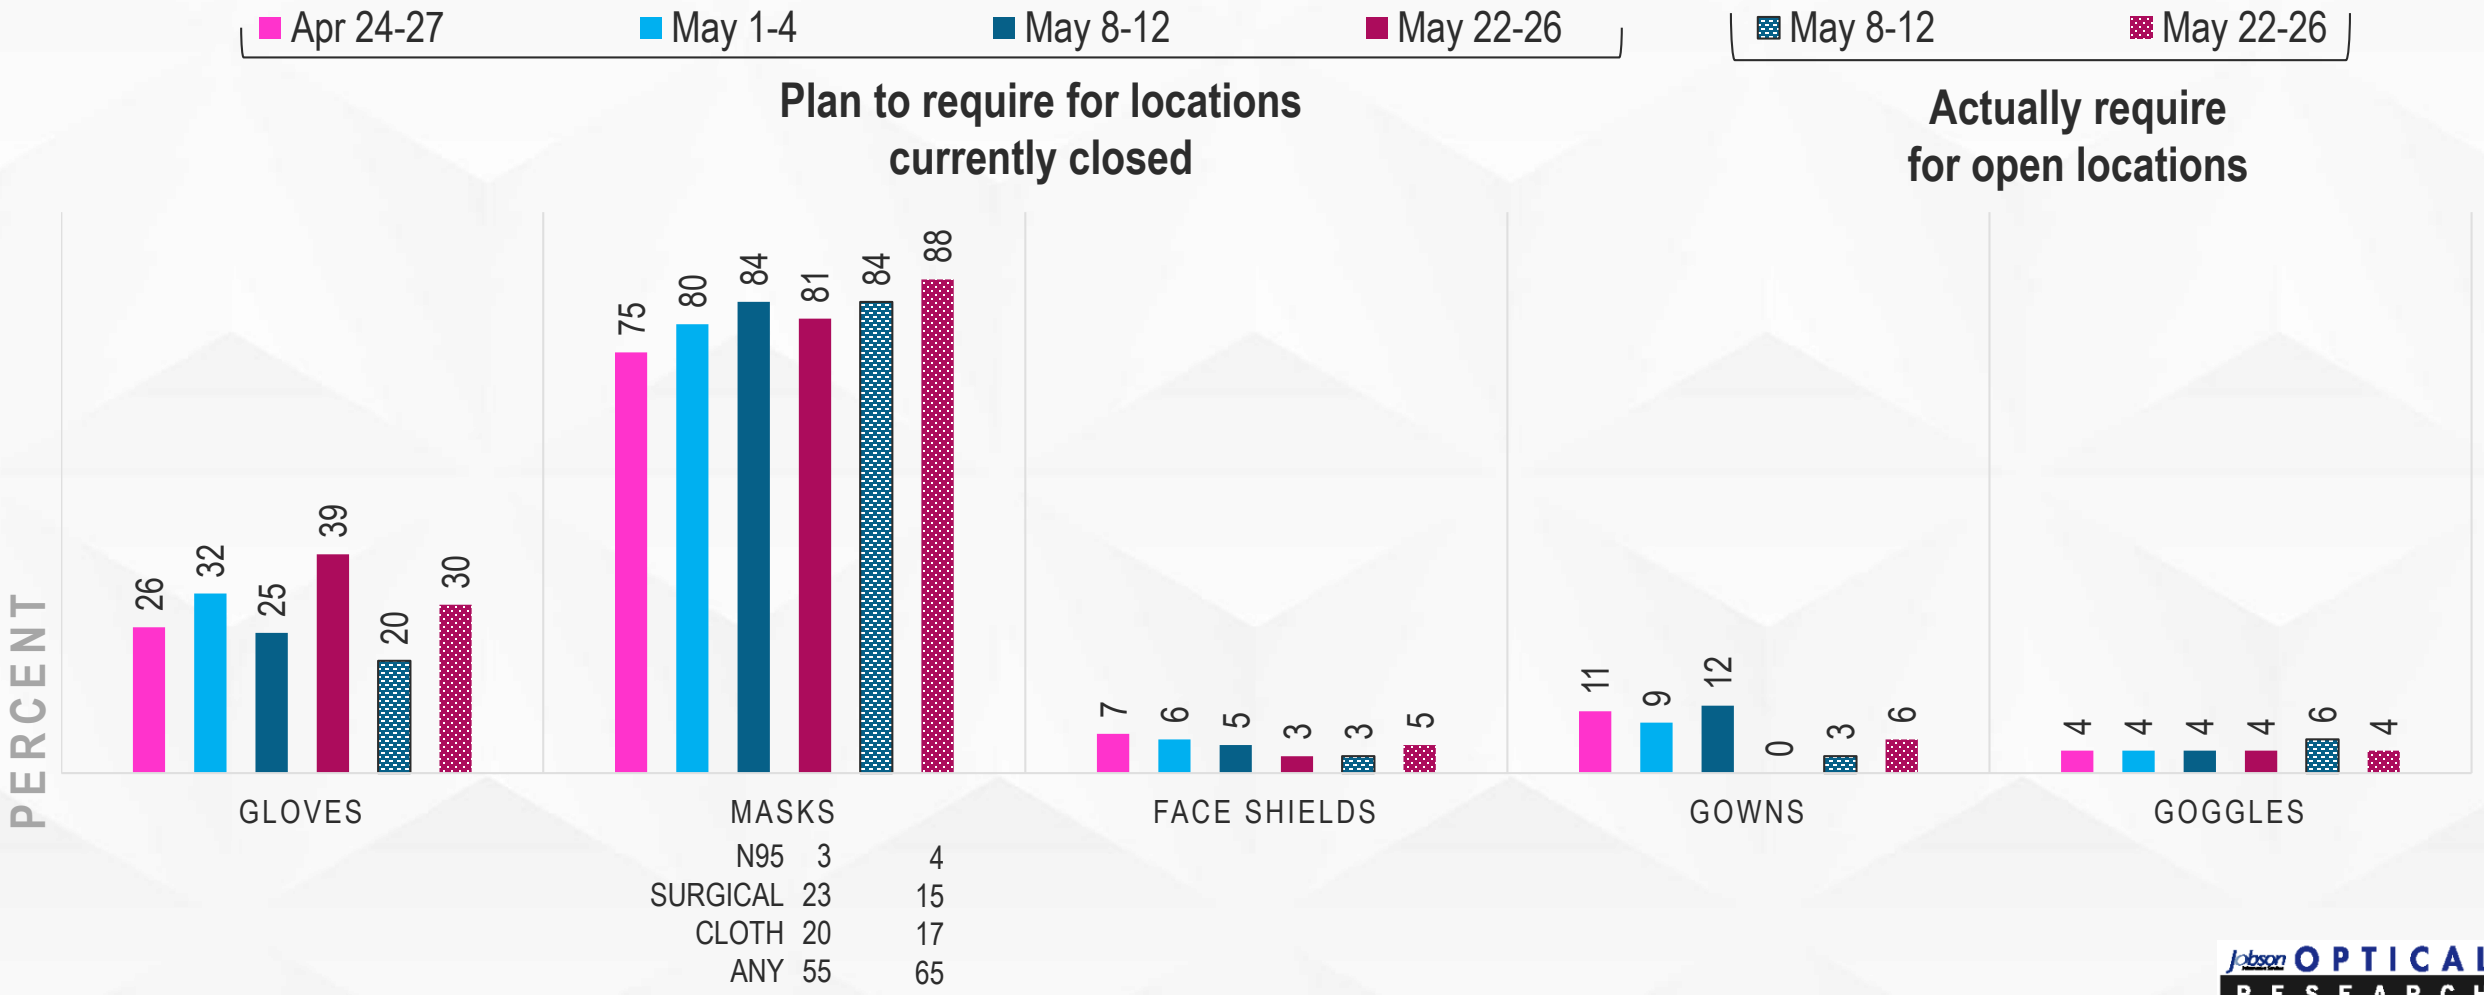 Apr 24-27 May 1-4 May 8-12 May 22-26 May 8-12 May 22-26
Plan to require for locations
currently closed
Actually require
for open locations
PERCENT
26 32 25 39 20 30
75 80 84 81 84 88
7 6 5 3 3 5
11 9 12 0 3 6
4 4 4 4 6 4
GLOVES MASKS FACE SHIELDS GOWNS GOGGLES
N95 3 4
SURGICAL 23 15
CLOTH 20 17
ANY 55 65
Jobson OPTICAL
RESEARCH